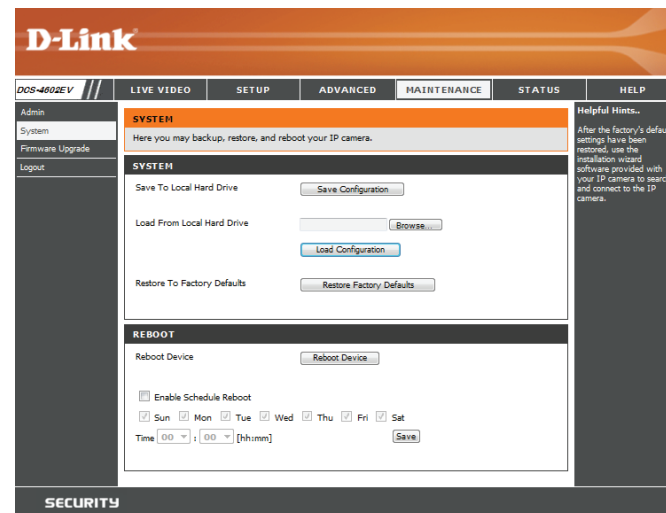 D-Link
DCS-4602EV
LIVE VIDEO
SETUP
ADVANCED
MAINTENANCE
STATUS
HELP
Admin
System
Firmware Upgrade
Logout
SYSTEM
Here you may backup, restore, and reboot your IP camera.
SYSTEM
Save To Local Hard Drive
Save Configuration
Load From Local Hard Drive
Browse...
Load Configuration
Restore To Factory Defaults
Restore Factory Defaults
REBOOT
Reboot Device
Reboot Device
Enable Schedule Reboot
Sun Mon Tue Wed Thu Fri Sat
Time 00 : 00 [hh:mm]
Save
Helpful Hints..
After the factory's defau
settings have been
restored, use the
installation wizard
software provided with
your IP camera to searc
and connect to the IP
camera.
SECURITY